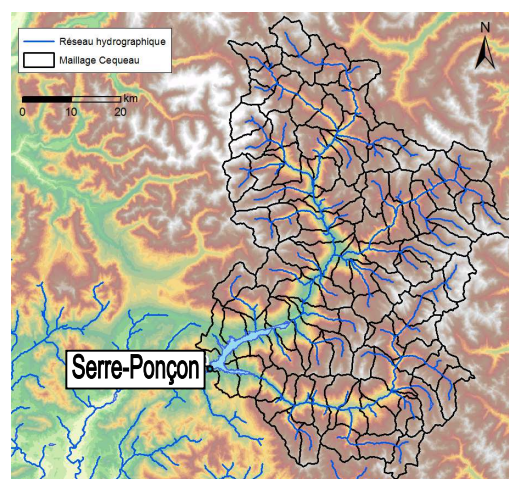 Réseau hydrographique
Maillage Cequeau
N
km
0 10 20
Serre-Ponçon